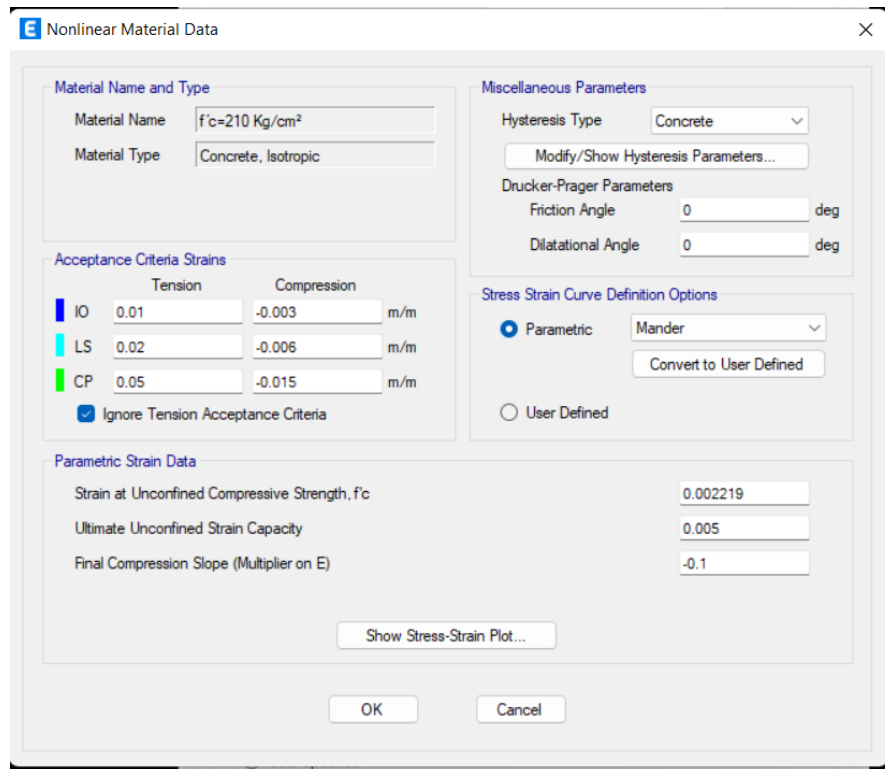 E Nonlinear Material Data
Material Name and Type
Material Name f'c=210 Kg/cm²
Material Type Concrete, Isotropic
Acceptance Criteria Strains
Tension Compression
IO 0.01 -0.003 m/m
LS 0.02 -0.006 m/m
CP 0.05 -0.015 m/m
Ignore Tension Acceptance Criteria
Miscellaneous Parameters
Hysteresis Type Concrete
Modify/Show Hysteresis Parameters...
Drucker-Prager Parameters
Friction Angle 0 deg
Dilatational Angle 0 deg
Stress Strain Curve Definition Options
Parametric Mander
Convert to User Defined
User Defined
Parametric Strain Data
Strain at Unconfined Compressive Strength, f'c 0.002219
Ultimate Unconfined Strain Capacity 0.005
Final Compression Slope (Multiplier on E) -0.1
Show Stress-Strain Plot...
OK Cancel